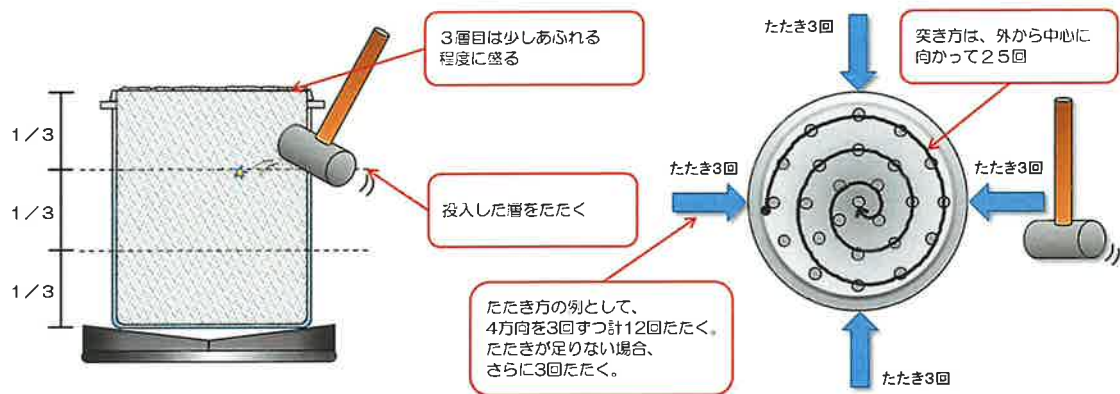 3層目は少しあふれる
程度に盛る
1/3
1/3
1/3
投入した層をたたく
たたき3回
突き方は、外から中心に
向かって25回
たたき3回
たたき3回
たたき方の例として、
4方向を3回ずつ計12回たたく。
たたきが足りない場合、
さらに3回たたく。
たたき3回